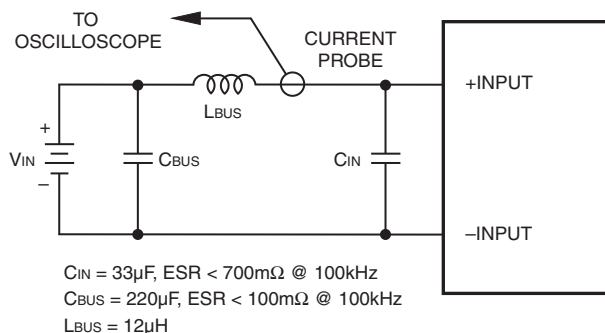 TO
OSCILLOSCOPE
CURRENT
PROBE
+INPUT
LBUS
+
VIN
CBUS
CIN
–
–INPUT
CIN = 33µF, ESR < 700mΩ @ 100kHz
CBUS = 220µF, ESR < 100mΩ @ 100kHz
LBUS = 12µH